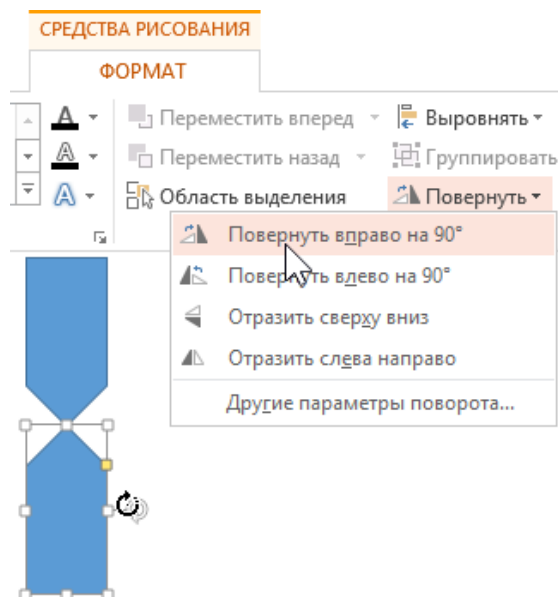 СРЕДСТВА РИСОВАНИЯ
ФОРМАТ
А Переместить вперед Выровнять
А Переместить назад Группировать
А Область выделения Повернуть
Повернуть вправо на 90°
Повернуть влево на 90°
Отразить сверху вниз
Отразить слева направо
Другие параметры поворота...